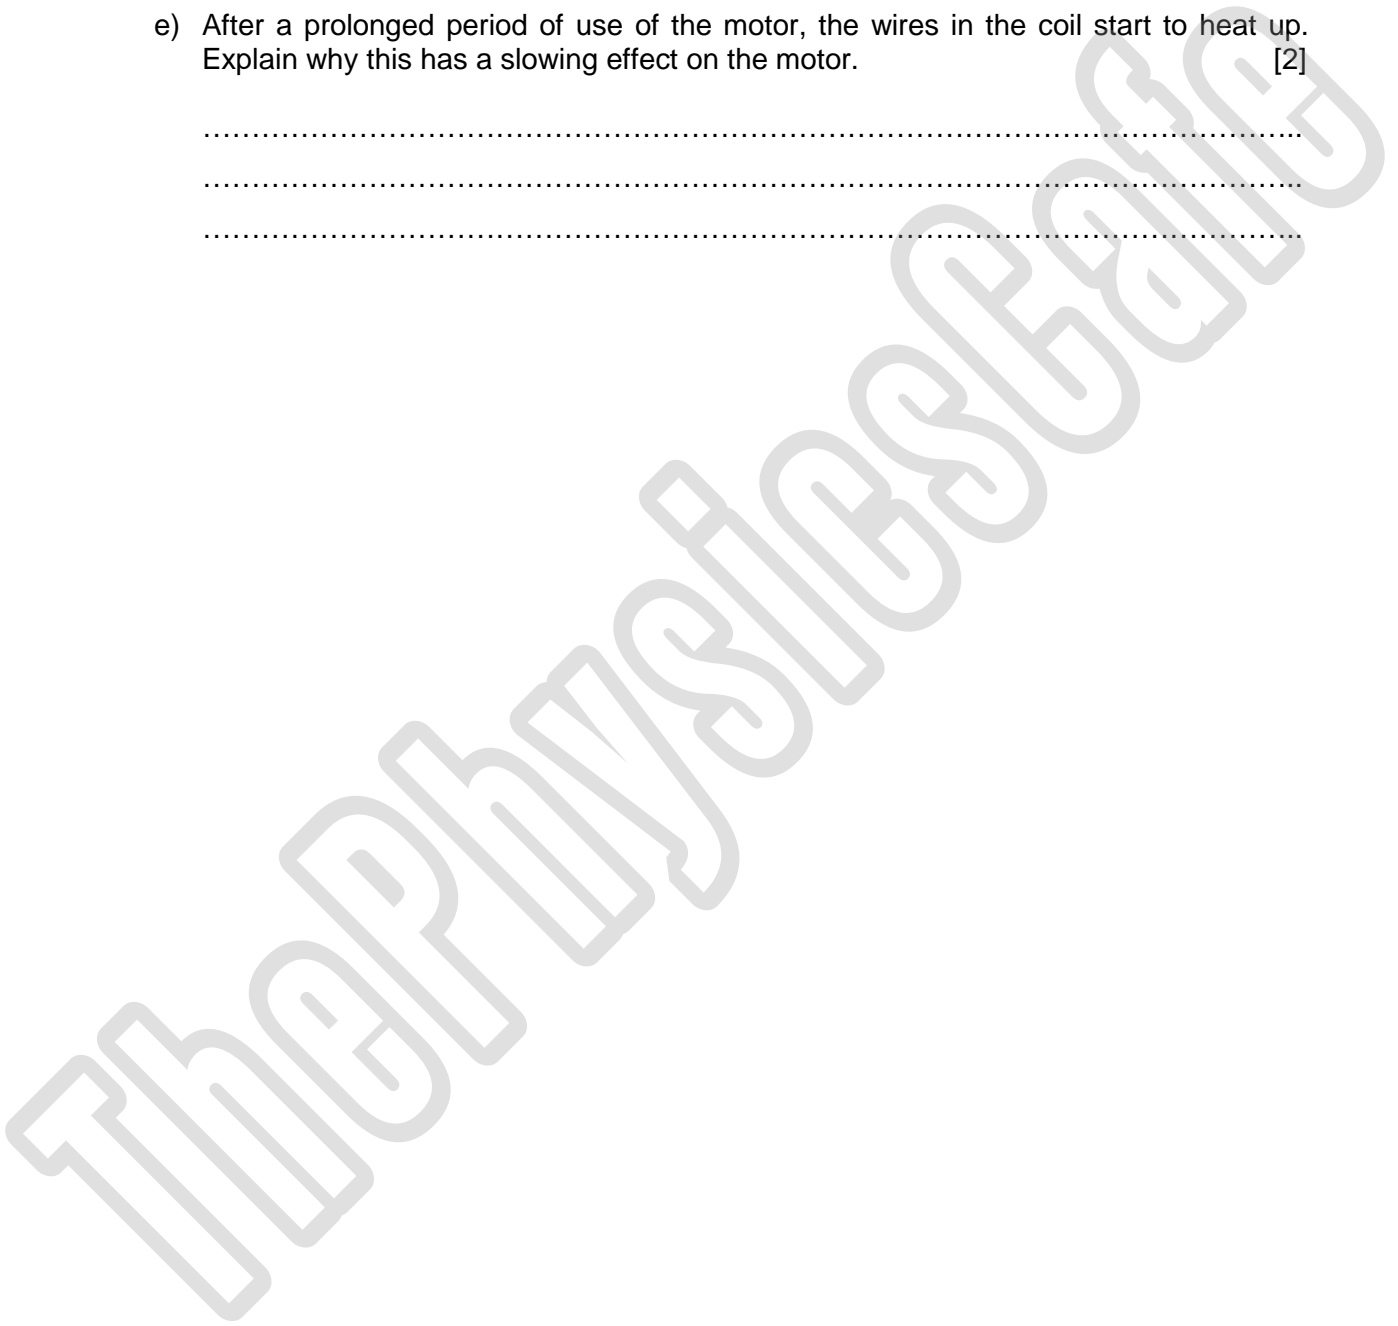 e) After a prolonged period of use of the motor, the wires in the coil start to heat up.
Explain why this has a slowing effect on the motor. [2]
ThePhysicsCafe